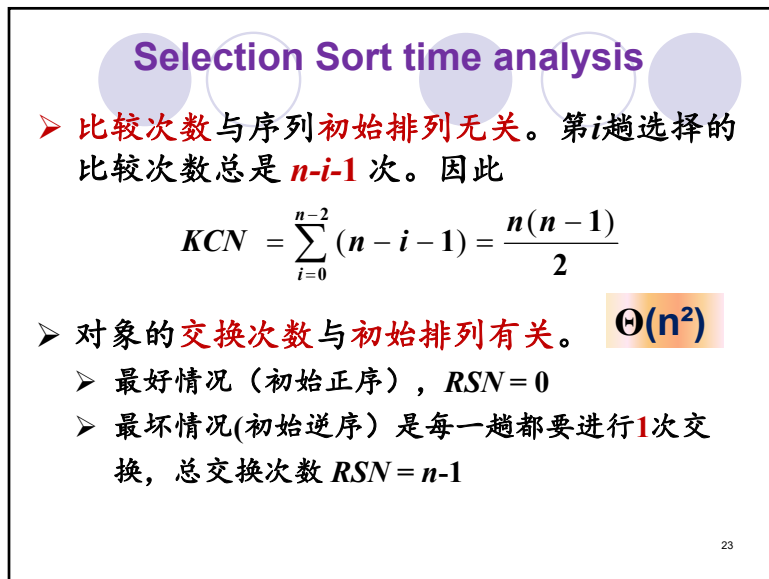 Selection Sort time analysis
➢ 比较次数与序列初始排列无关。第i趟选择的
比较次数总是 n-i-1 次。因此
KCN = ∑_{i=0}^{n-2} (n - i - 1) = n(n - 1) / 2
➢ 对象的交换次数与初始排列有关。 Θ(n²)
➢ 最好情况（初始正序）, RSN = 0
➢ 最坏情况(初始逆序）是每一趟都要进行1次交
换，总交换次数 RSN = n-1
23